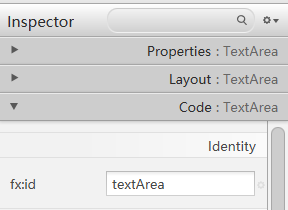 Inspector
Properties : TextArea
Layout : TextArea
Code : TextArea
Identity
fx:id textArea